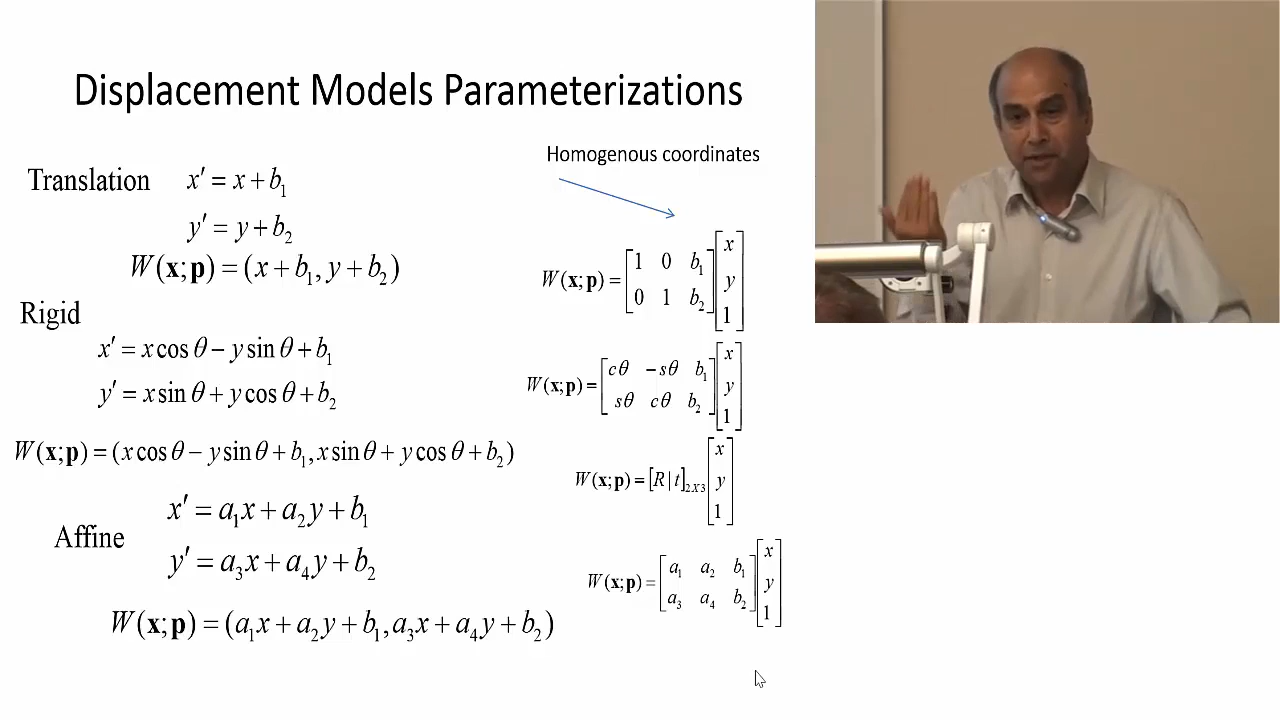 Displacement Models Parameterizations
Homogenous coordinates
Translation x′ = x + b₁
y′ = y + b₂
W(x;p) = (x + b₁, y + b₂)
W(x;p) = [1 0 b₁; 0 1 b₂] [x; y; 1]
Rigid
x′ = x cos θ − y sin θ + b₁
y′ = x sin θ + y cos θ + b₂
W(x;p) = [cθ −sθ b₁; sθ cθ b₂] [x; y; 1]
W(x;p) = (x cos θ − y sin θ + b₁, x sin θ + y cos θ + b₂)
W(x;p) = [R | t]₂X₃ [x; y; 1]
Affine
x′ = a₁x + a₂y + b₁
y′ = a₃x + a₄y + b₂
W(x;p) = [a₁ a₂ b₁; a₃ a₄ b₂] [x; y; 1]
W(x;p) = (a₁x + a₂y + b₁, a₃x + a₄y + b₂)